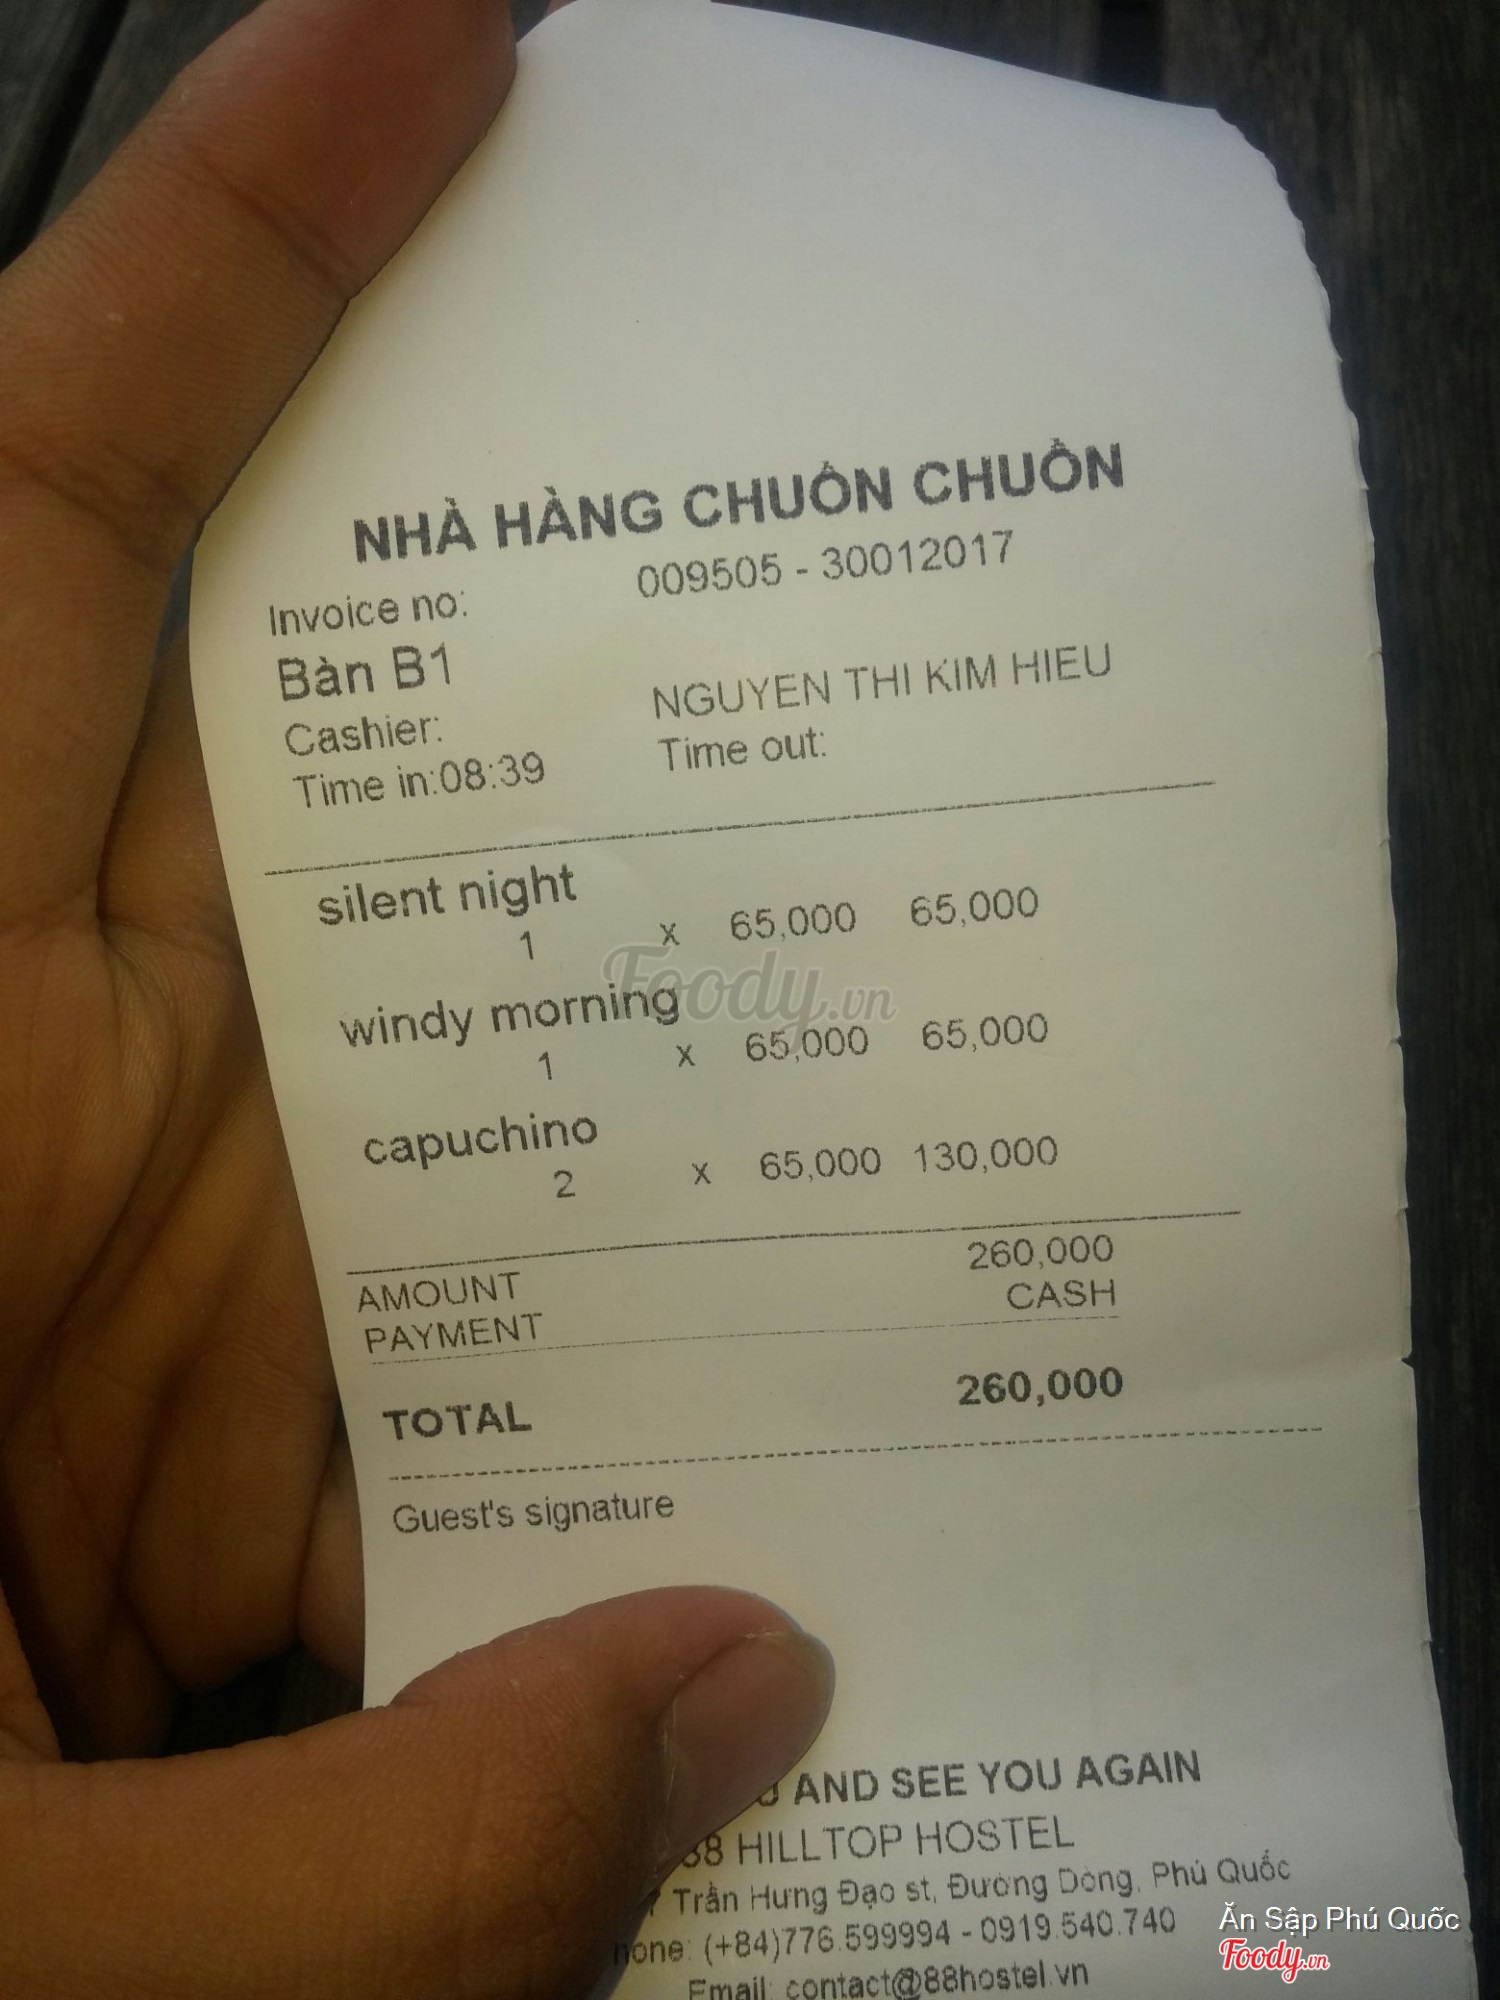 NHÀ HÀNG CHUỒN CHUỒN
Invoice no: 009505 - 30012017
Bàn B1
Cashier: NGUYEN THI KIM HIEU
Time in:08:39 Time out:
silent night
1 x 65,000 65,000
windy morning
1 x 65,000 65,000
capuchino
2 x 65,000 130,000
AMOUNT 260,000
PAYMENT CASH
TOTAL 260,000
Guest's signature
AND SEE YOU AGAIN
HILLTOP HOSTEL
Trần Hưng Đạo st, Đường Dòng, Phú Quốc
(+84)776.599994 - 0919.540.740
Email: contact@88hostel.vn
Foody.vn
Ăn Sập Phú Quốc
Foody.vn